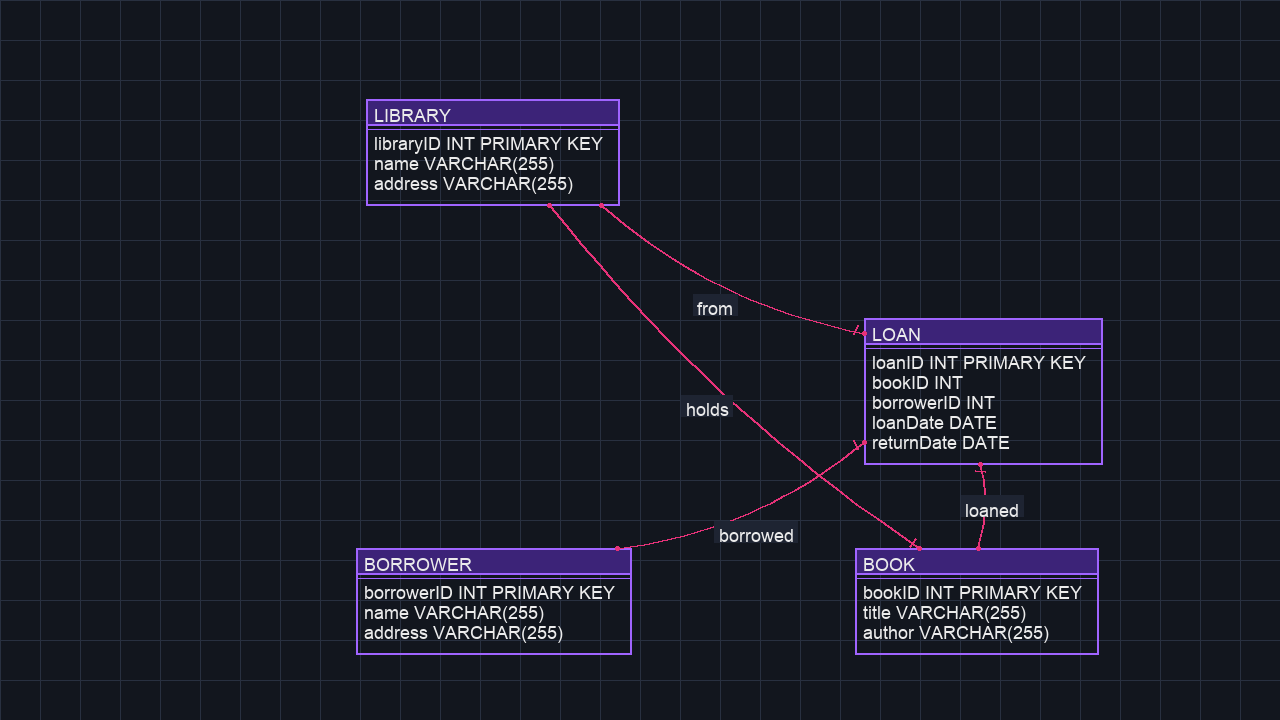 LIBRARY
libraryID INT PRIMARY KEY
name VARCHAR(255)
address VARCHAR(255)
from
LOAN
loanID INT PRIMARY KEY
bookID INT
borrowerID INT
loanDate DATE
returnDate DATE
holds
loaned
borrowed
BORROWER
borrowerID INT PRIMARY KEY
name VARCHAR(255)
address VARCHAR(255)
BOOK
bookID INT PRIMARY KEY
title VARCHAR(255)
author VARCHAR(255)